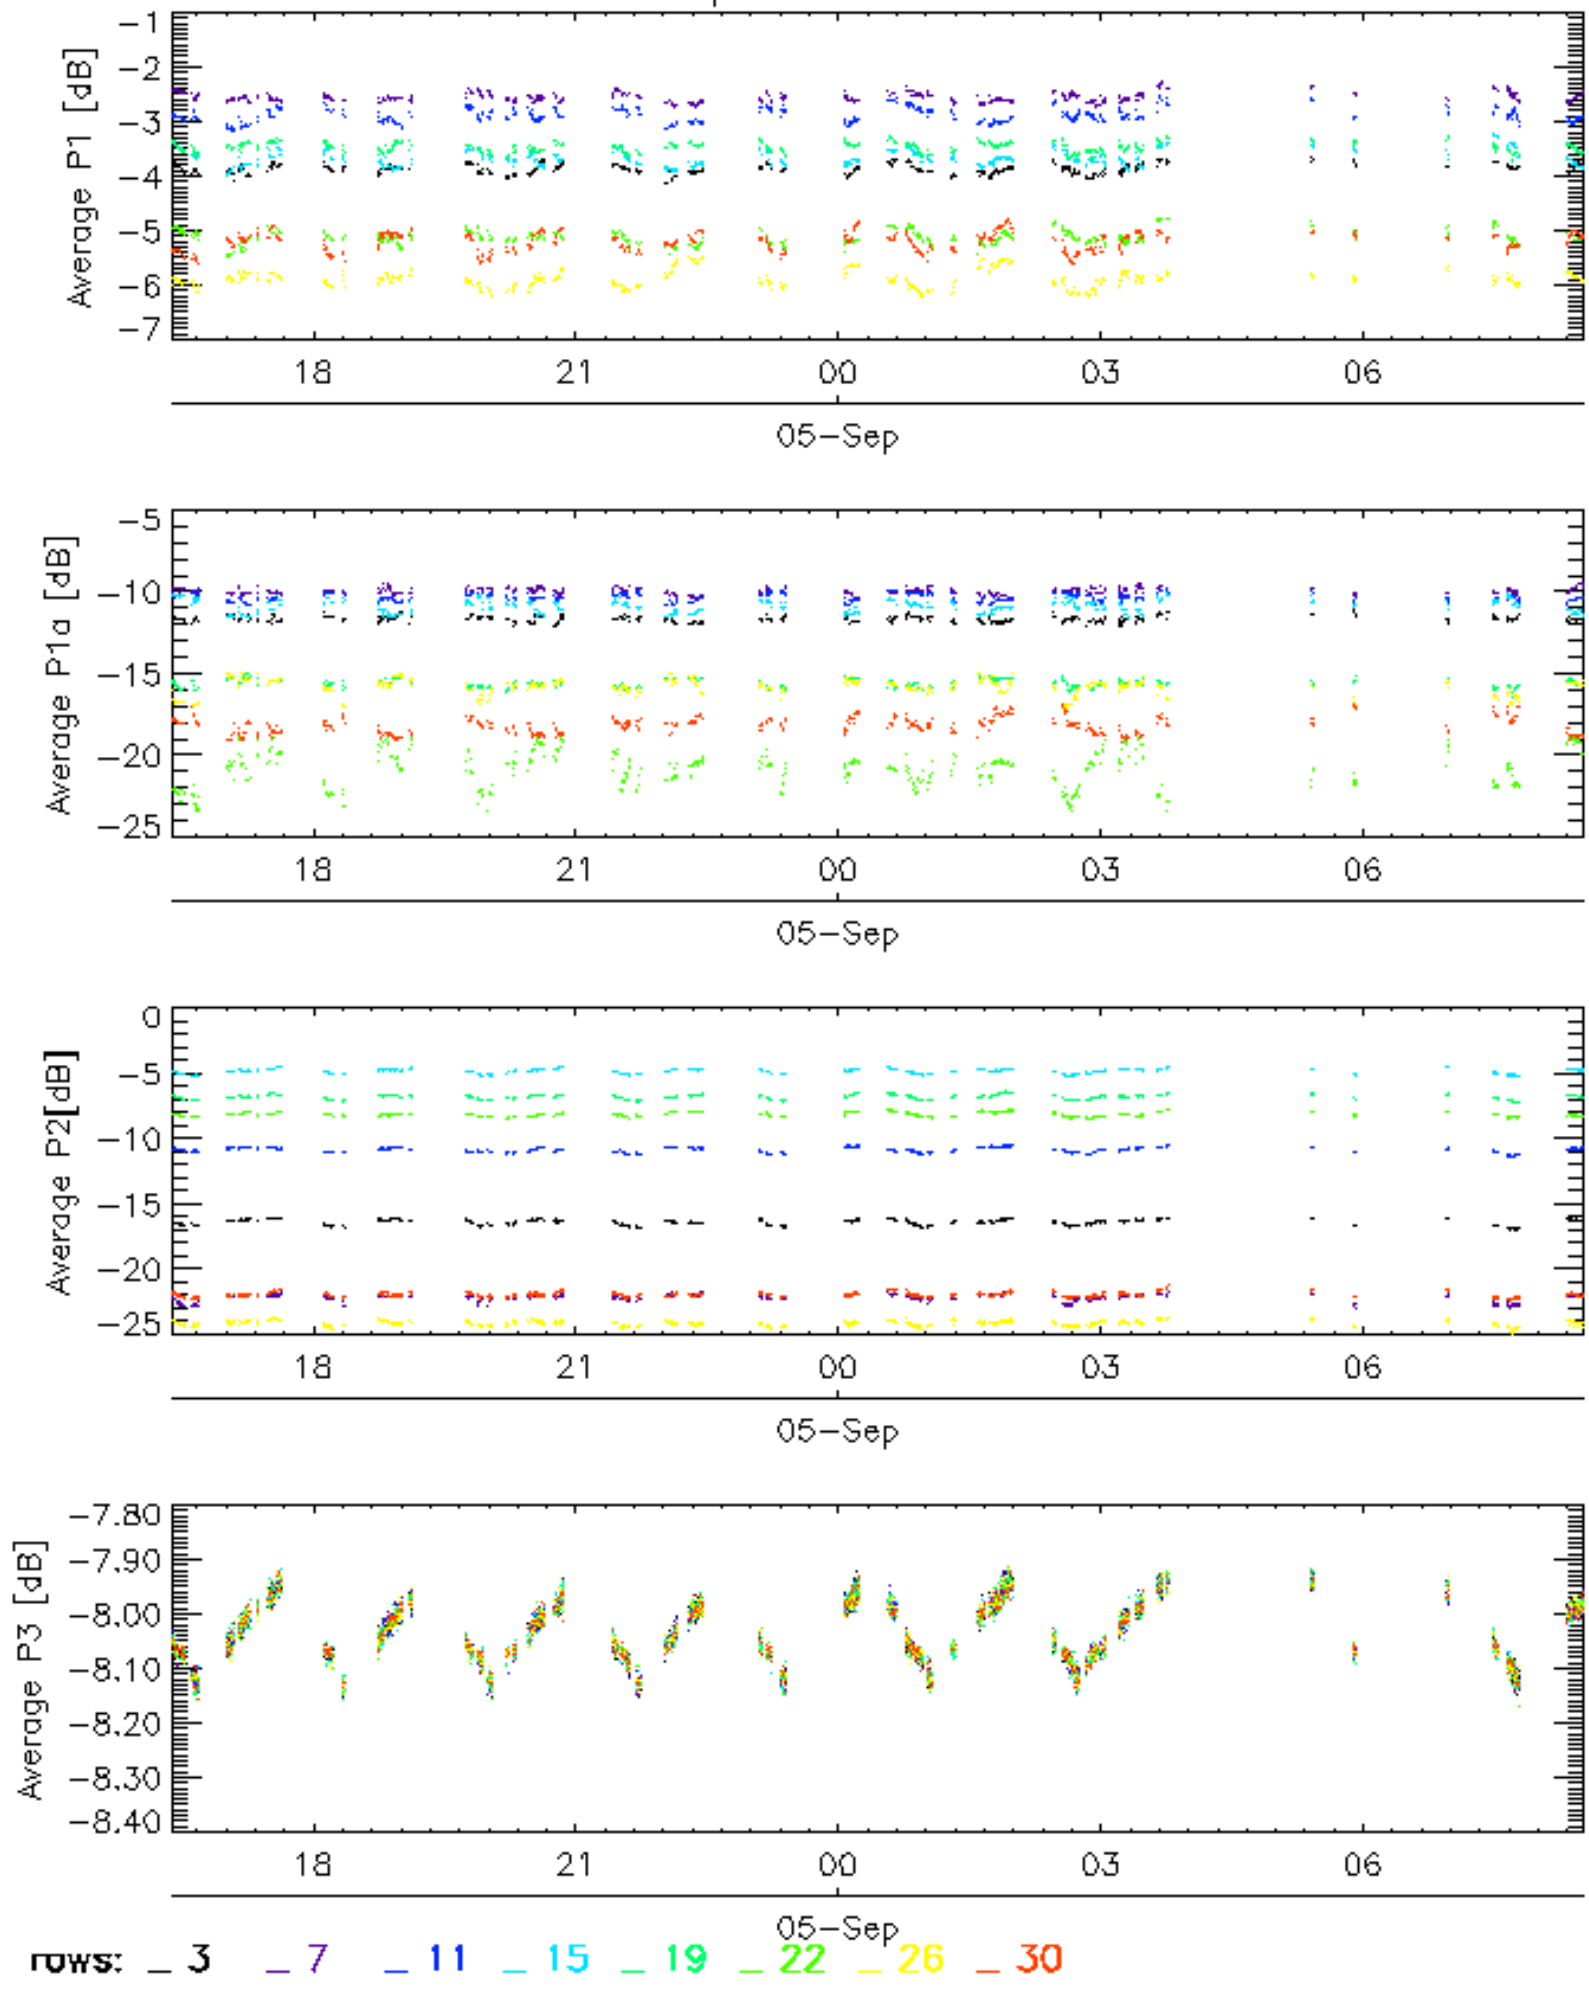 -1
-2
-3
-4
-5
-6
-7
Average P1 [dB]
18 21 00 03 06
05-Sep
-5
-10
-15
-20
-25
Average P1a [dB]
18 21 00 03 06
05-Sep
0
-5
-10
-15
-20
-25
Average P2[dB]
18 21 00 03 06
05-Sep
-7.80
-7.90
-8.00
-8.10
-8.20
-8.30
-8.40
Average P3 [dB]
18 21 00 03 06
05-Sep
rows: _ 3 _ 7 _ 11 _ 15 _ 19 _ 22 _ 26 _ 30